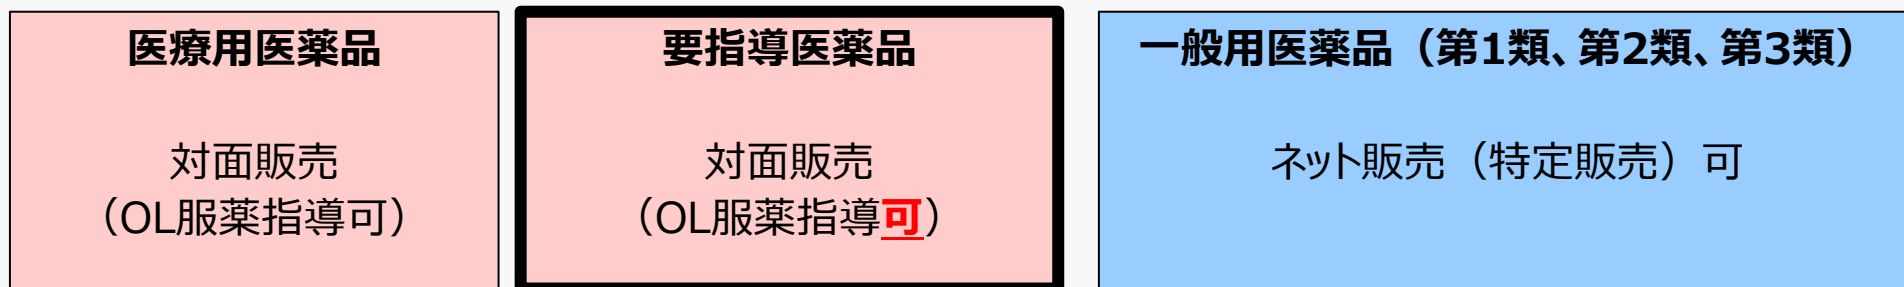 医療用医薬品
対面販売
（OL服薬指導可）
要指導医薬品
対面販売
（OL服薬指導可）
一般用医薬品（第1類、第2類、第3類）
ネット販売（特定販売）可